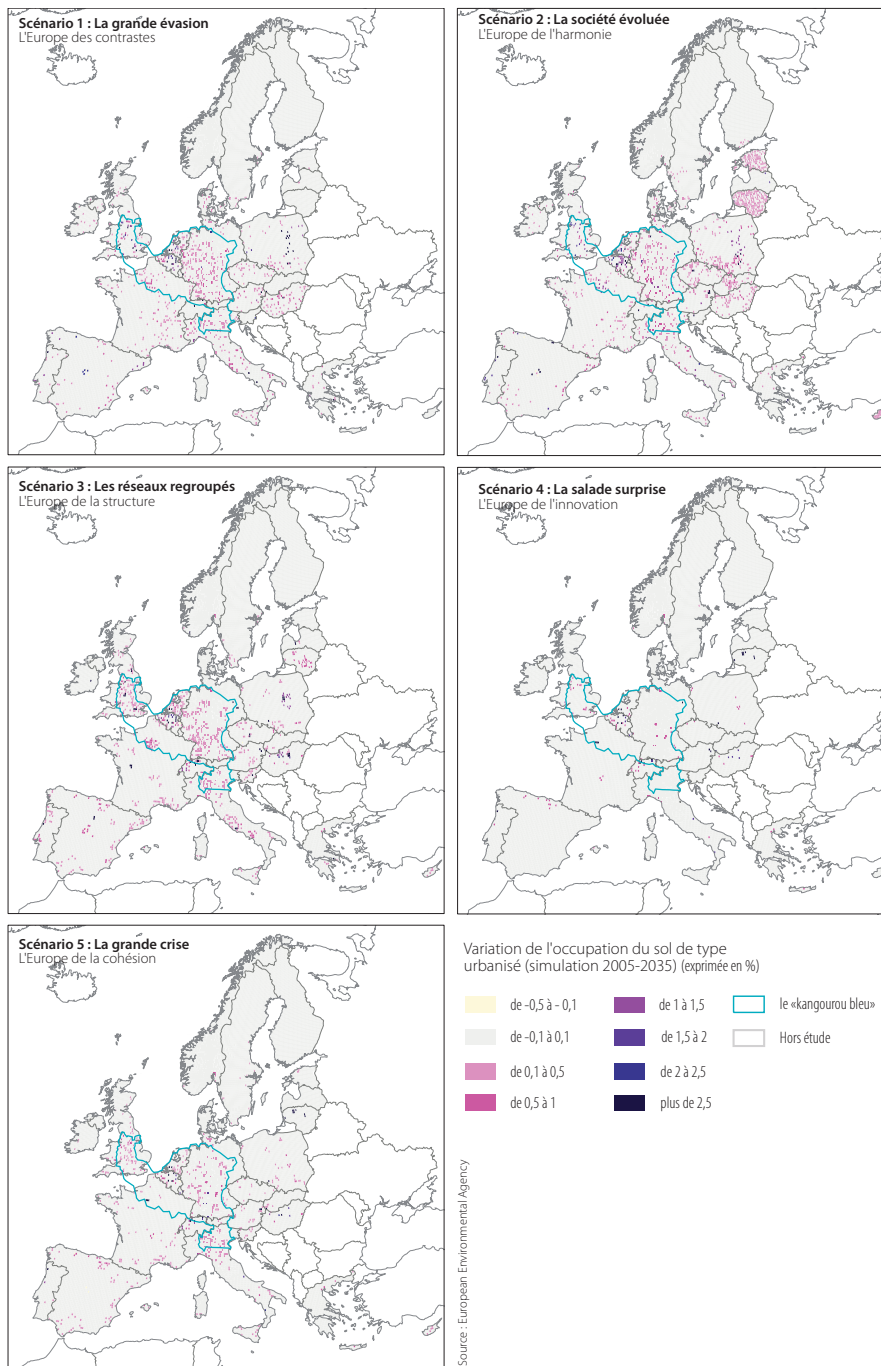 Scénario 1 : La grande évasion
L'Europe des contrastes
Scénario 2 : La société évoluée
L'Europe de l'harmonie
Scénario 3 : Les réseaux regroupés
L'Europe de la structure
Scénario 4 : La salade surprise
L'Europe de l'innovation
Scénario 5 : La grande crise
L'Europe de la cohésion
Variation de l'occupation du sol de type
urbanisé (simulation 2005-2035) (exprimée en %)
de -0,5 à - 0,1
de -0,1 à 0,1
de 0,1 à 0,5
de 0,5 à 1
de 1 à 1,5
de 1,5 à 2
de 2 à 2,5
plus de 2,5
le «kangourou bleu»
Hors étude
Source : European Environmental Agency